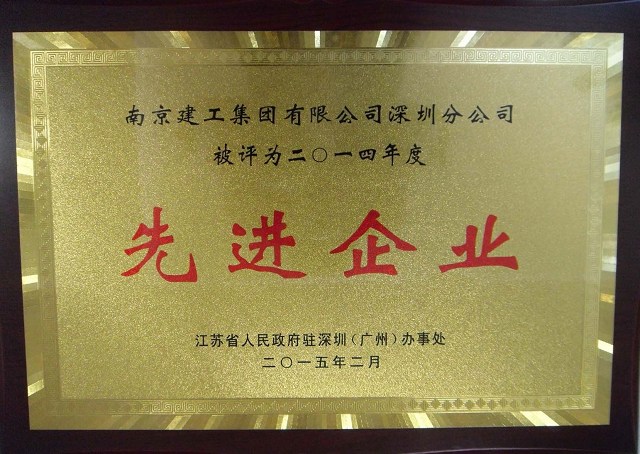 南京建工集团有限公司深圳分公司
被评为二〇一四年度
先进企业
江苏省人民政府驻深圳（广州）办事处
二〇一五年二月